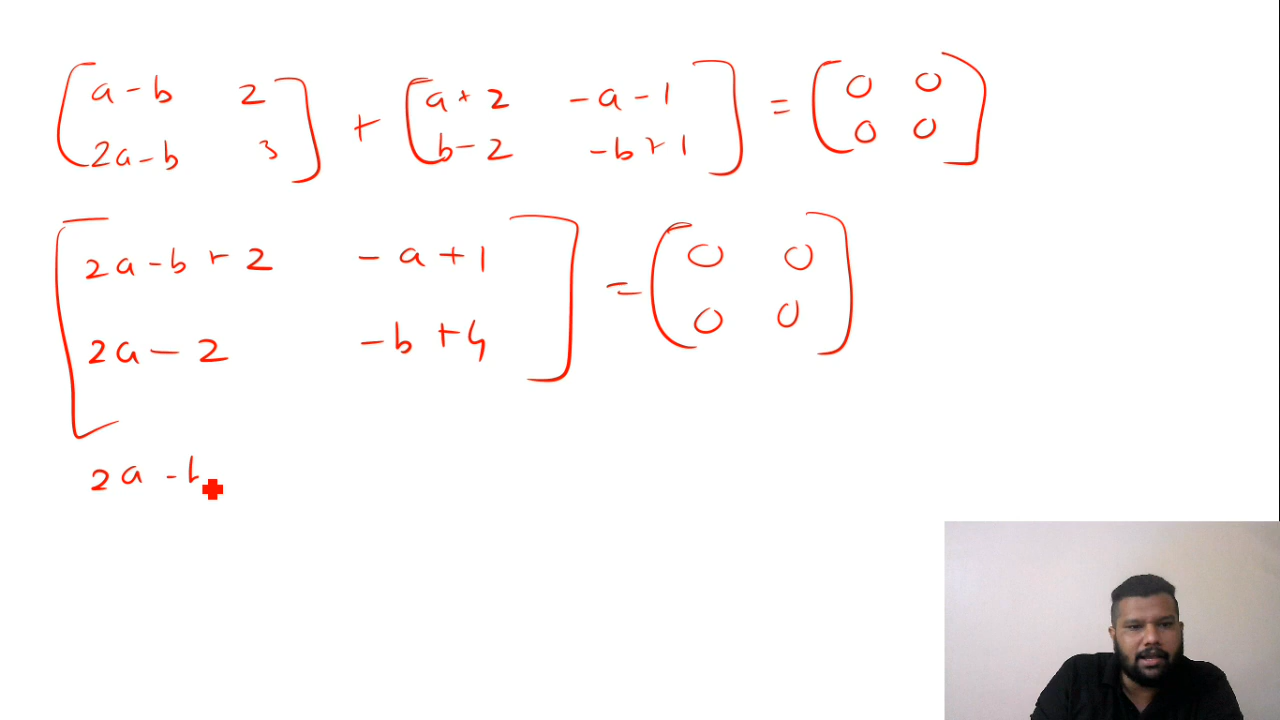 [a - b 2] + [a + 2 -a - 1] = [0 0]
[2a - b 3] [b - 2 -b + 1] [0 0]
[2a - b + 2 -a + 1] = [0 0]
[2a - 2 -b + 4] [0 0]
2a - b